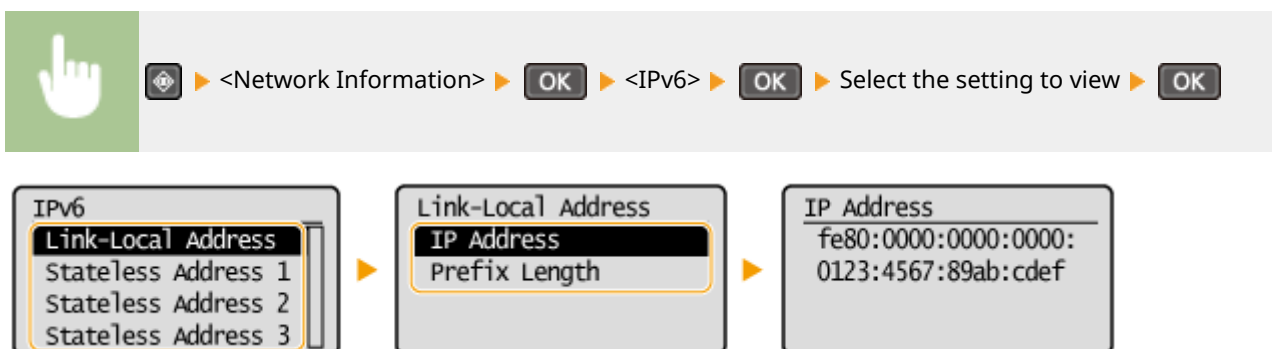 <Network Information> OK <IPv6> OK Select the setting to view OK
IPv6
Link-Local Address
Stateless Address 1
Stateless Address 2
Stateless Address 3
Link-Local Address
IP Address
Prefix Length
IP Address
fe80:0000:0000:0000:
0123:4567:89ab:cdef